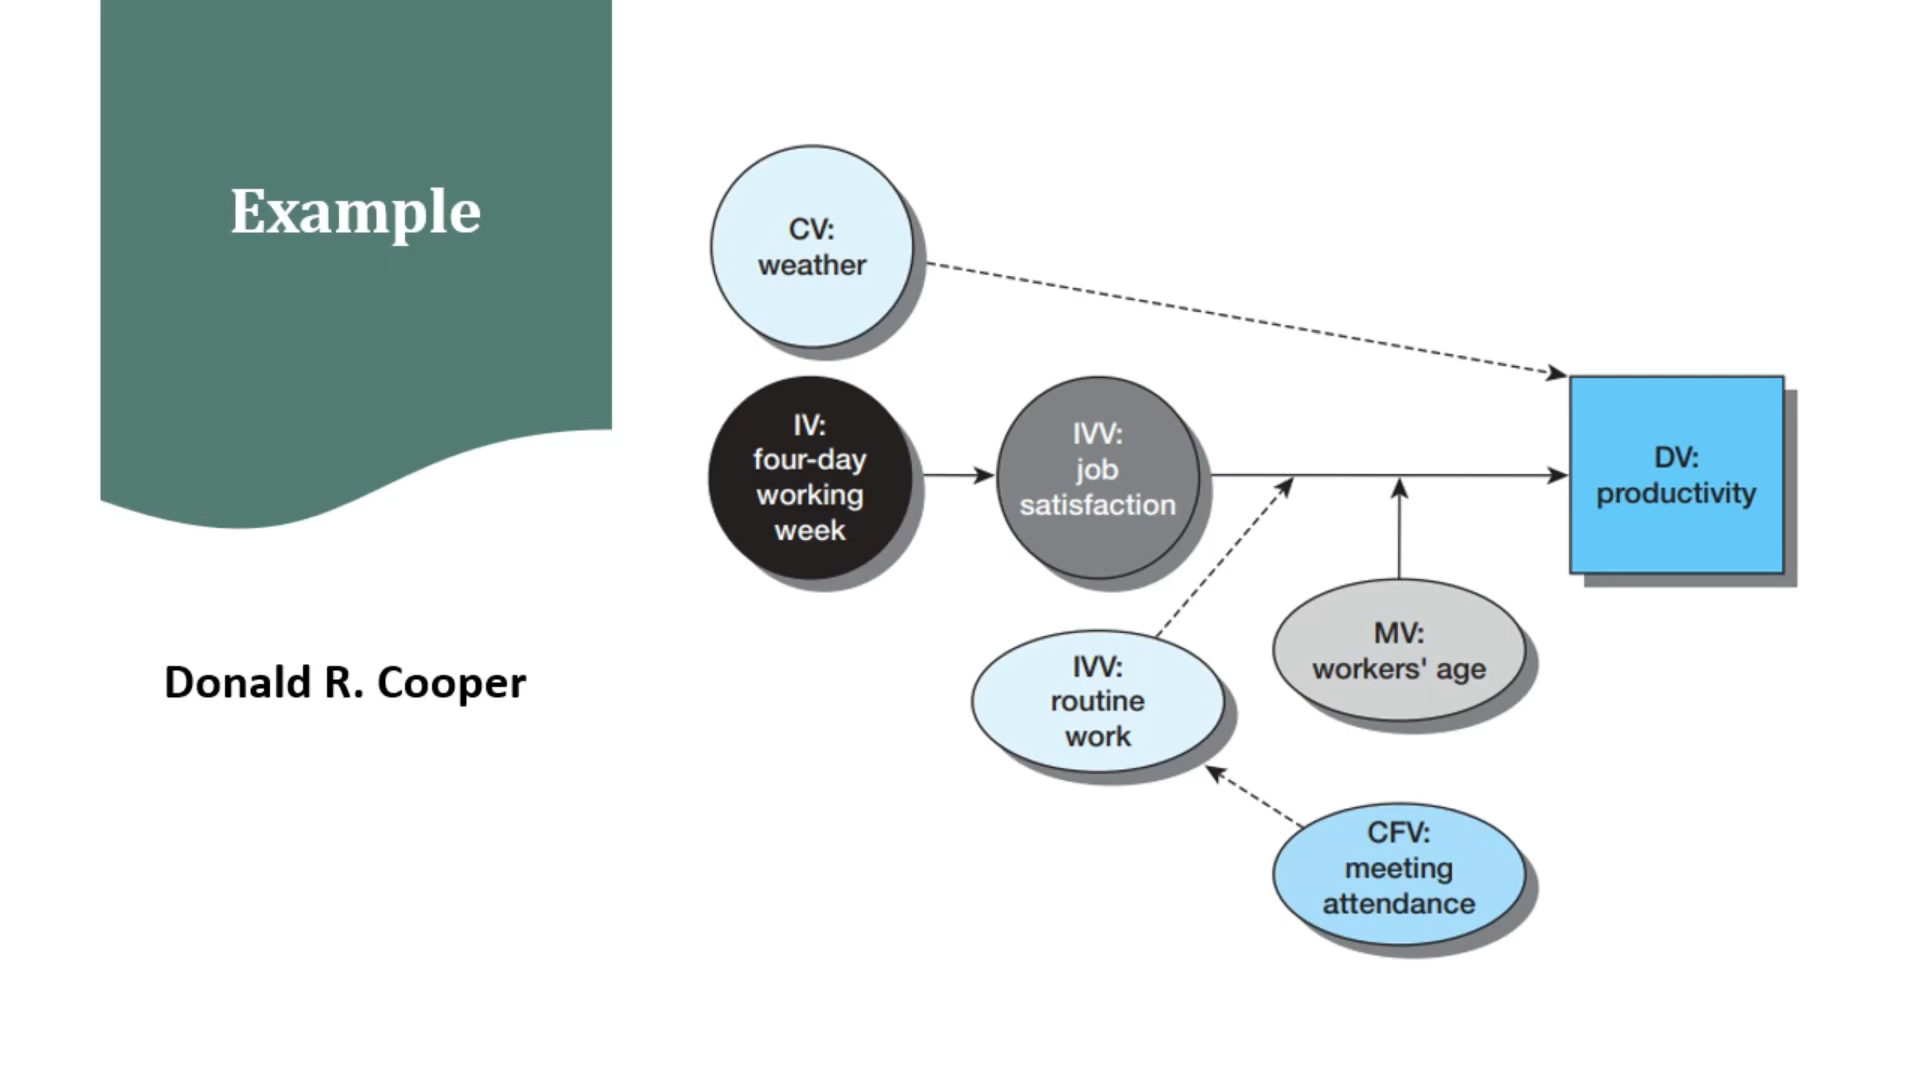 Example
Donald R. Cooper
CV:
weather
IV:
four-day
working
week
IVV:
job
satisfaction
DV:
productivity
IVV:
routine
work
MV:
workers' age
CFV:
meeting
attendance